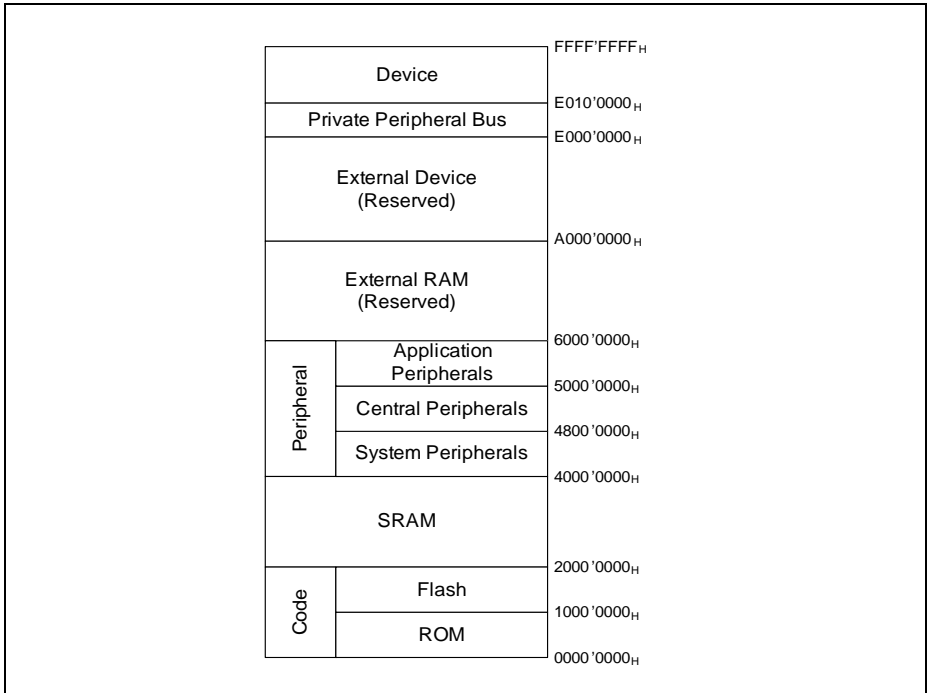 FFFF'FFFFH
Device
E010'0000H
Private Peripheral Bus
E000'0000H
External Device
(Reserved)
A000'0000H
External RAM
(Reserved)
6000'0000H
Peripheral
Application
Peripherals
5000'0000H
Central Peripherals
4800'0000H
System Peripherals
4000'0000H
SRAM
2000'0000H
Code
Flash
1000'0000H
ROM
0000'0000H